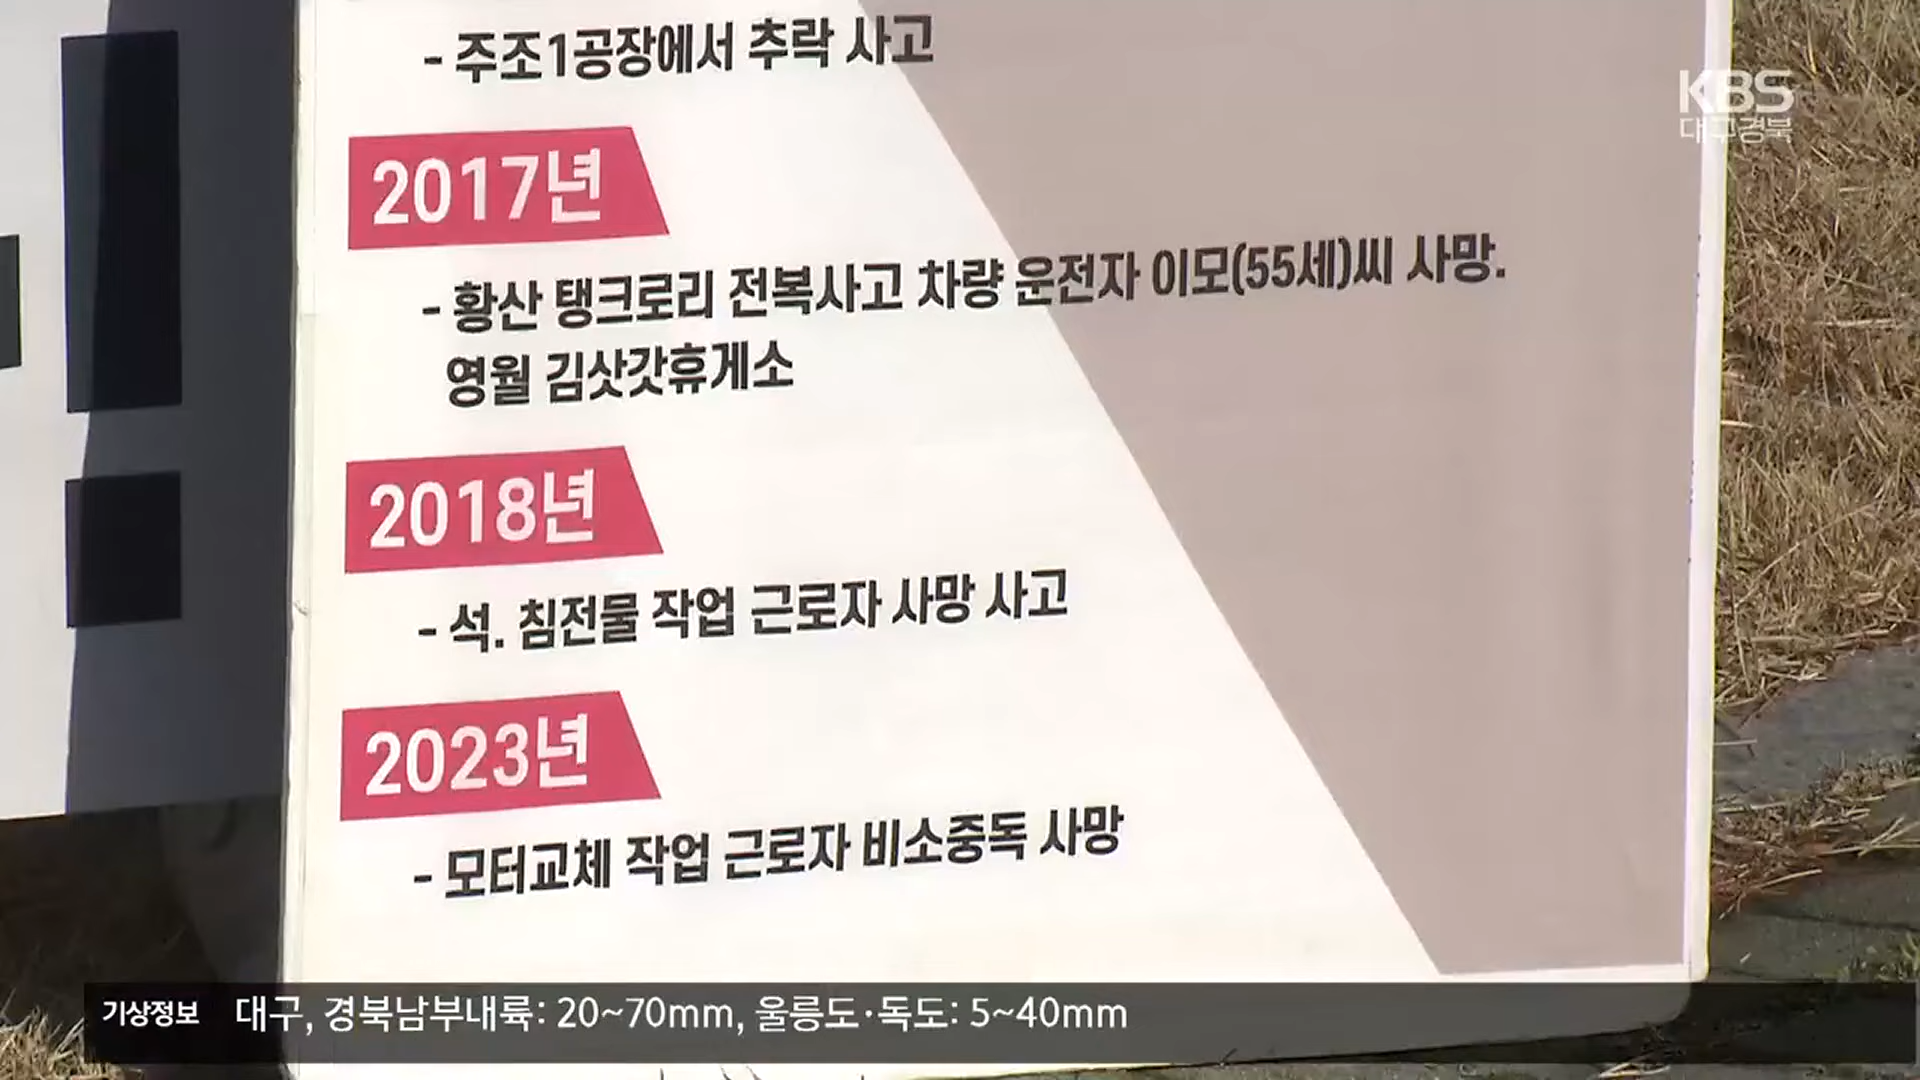 - 주조1공장에서 추락 사고
KBS
대구경북
2017년
- 황산 탱크로리 전복사고 차량 운전자 이모(55세)씨 사망.
영월 김삿갓휴게소
2018년
- 석. 침전물 작업 근로자 사망 사고
2023년
- 모터교체 작업 근로자 비소중독 사망
기상정보 대구, 경북남부내륙: 20~70mm, 울릉도·독도: 5~40mm